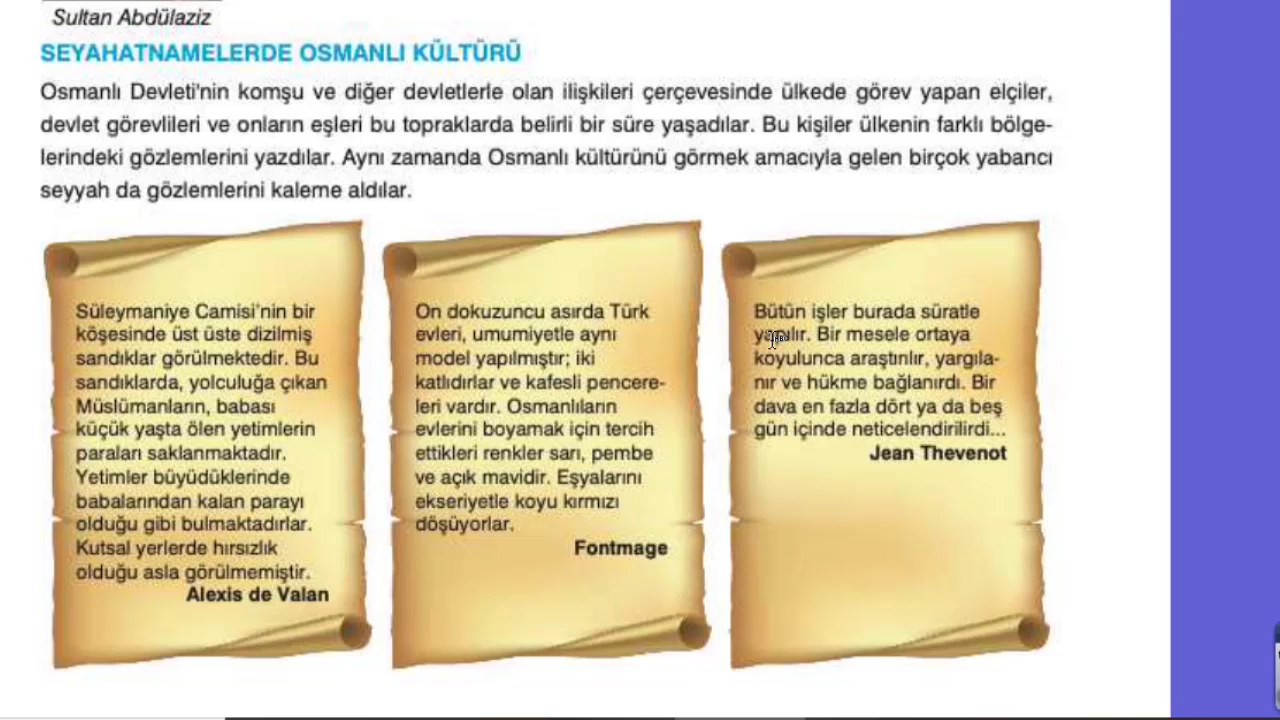 Sultan Abdülaziz
SEYAHATNAMELERDE OSMANLI KÜLTÜRÜ
Osmanlı Devleti'nin komşu ve diğer devletlerle olan ilişkileri çerçevesinde ülkede görev yapan elçiler,
devlet görevlileri ve onların eşleri bu topraklarda belirli bir süre yaşadılar. Bu kişiler ülkenin farklı bölge-
lerindeki gözlemlerini yazdılar. Aynı zamanda Osmanlı kültürünü görmek amacıyla gelen birçok yabancı
seyyah da gözlemlerini kaleme aldılar.
Süleymaniye Camisi'nin bir
köşesinde üst üste dizilmiş
sandıklar görülmektedir. Bu
sandıklarda, yolculuğa çıkan
Müslümanların, babası
küçük yaşta ölen yetimlerin
paraları saklanmaktadır.
Yetimler büyüdüklerinde
babalarından kalan parayı
olduğu gibi bulmaktadırlar.
Kutsal yerlerde hırsızlık
olduğu asla görülmemiştir.
Alexis de Valan
On dokuzuncu asırda Türk
evleri, umumiyetle aynı
model yapılmıştır; iki
katlıdırlar ve kafesli pencere-
leri vardır. Osmanlıların
evlerini boyamak için tercih
ettikleri renkler sarı, pembe
ve açık mavidir. Eşyalarını
ekseriyetle koyu kırmızı
döşüyorlar.
Fontmage
Bütün işler burada süratle
yapılır. Bir mesele ortaya
koyulunca araştırılır, yargıla-
nır ve hükme bağlanırdı. Bir
dava en fazla dört ya da beş
gün içinde neticelendirilirdi...
Jean Thevenot